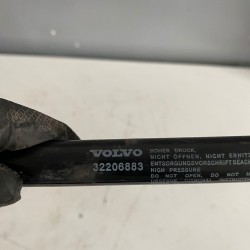 VOLVO
32206883
HOHER DRUCK,
NICHT ÖFFNEN, NICHT ERHITZ
ENTSORGUNGSVORSCHRIFT BEACH
HIGH PRESSURE
DO NOT OPEN, DO NOT